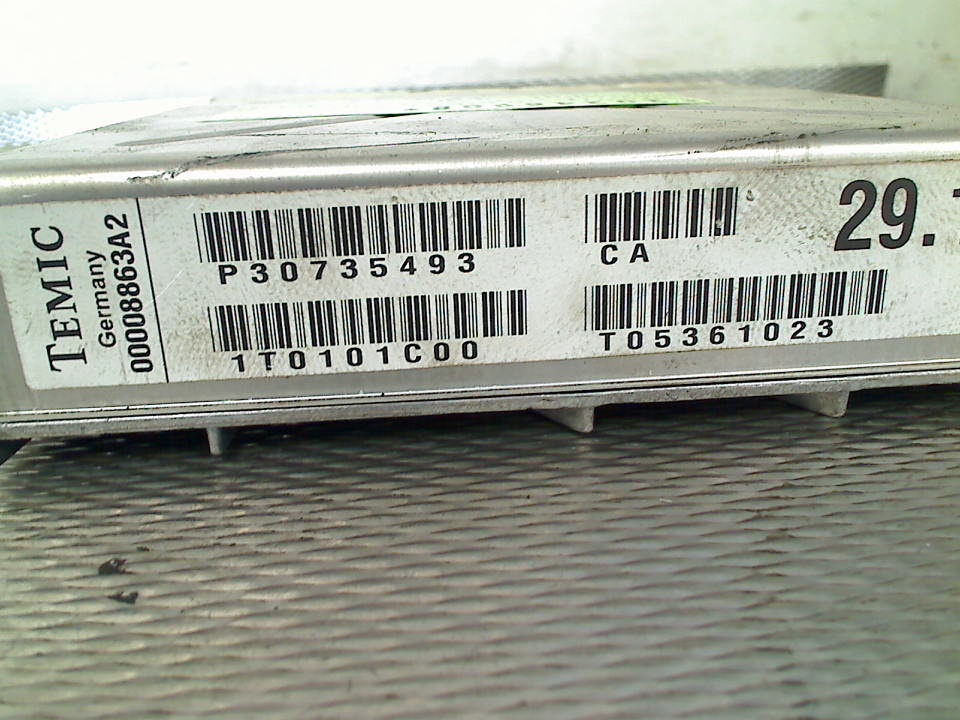 TEMIC
Germany
00008863A2
P30735493
1T0101C00
CA
T05361023
29.